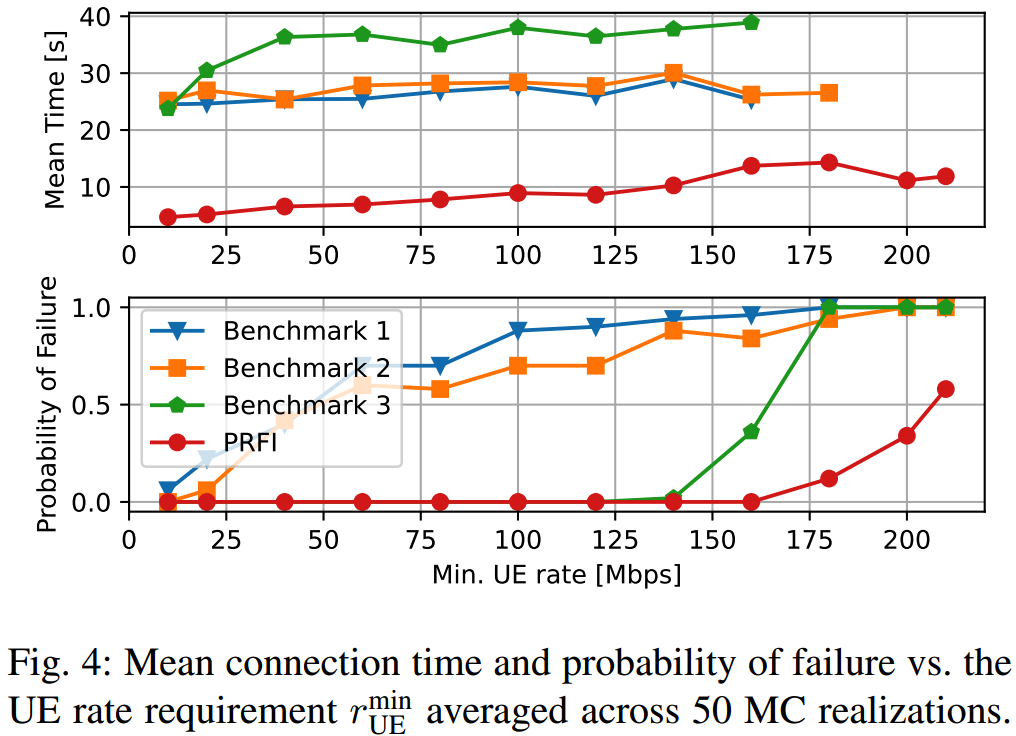 40
30
20
10
Mean Time [s]
0 25 50 75 100 125 150 175 200
1.0
0.5
0.0
Probability of Failure
Benchmark 1
Benchmark 2
Benchmark 3
PRFI
0 25 50 75 100 125 150 175 200
Min. UE rate [Mbps]
Fig. 4: Mean connection time and probability of failure vs. the
UE rate requirement r_UE^min averaged across 50 MC realizations.